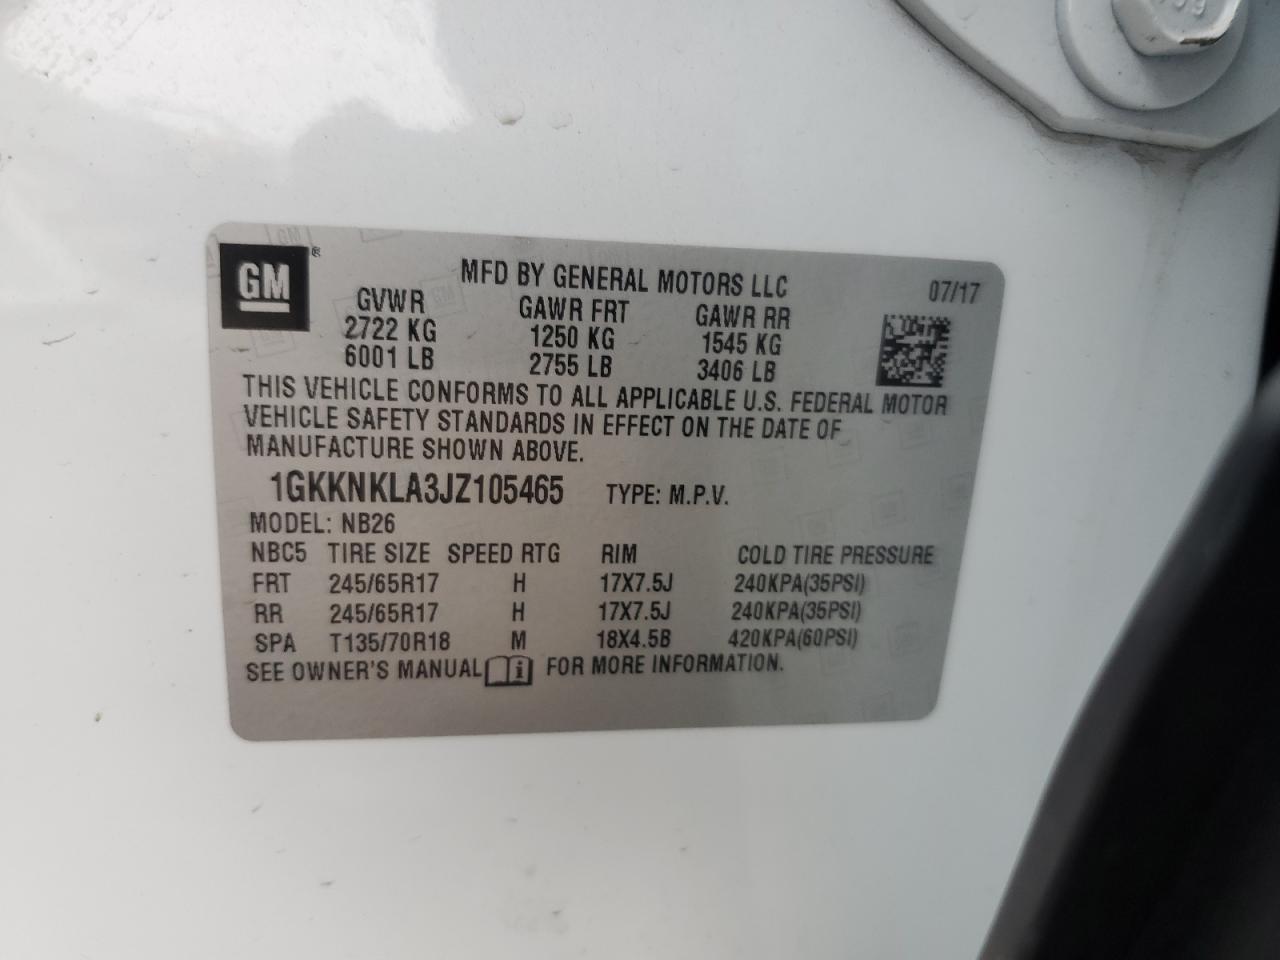 GM®
MFD BY GENERAL MOTORS LLC 07/17
GVWR GAWR FRT GAWR RR
2722 KG 1250 KG 1545 KG
6001 LB 2755 LB 3406 LB
THIS VEHICLE CONFORMS TO ALL APPLICABLE U.S. FEDERAL MOTOR
VEHICLE SAFETY STANDARDS IN EFFECT ON THE DATE OF
MANUFACTURE SHOWN ABOVE.
1GKKNKLA3JZ105465 TYPE: M.P.V.
MODEL: NB26
NBC5 TIRE SIZE SPEED RTG RIM COLD TIRE PRESSURE
FRT 245/65R17 H 17X7.5J 240KPA(35PSI)
RR 245/65R17 H 17X7.5J 240KPA(35PSI)
SPA T135/70R18 M 18X4.5B 420KPA(60PSI)
SEE OWNER'S MANUAL i FOR MORE INFORMATION.